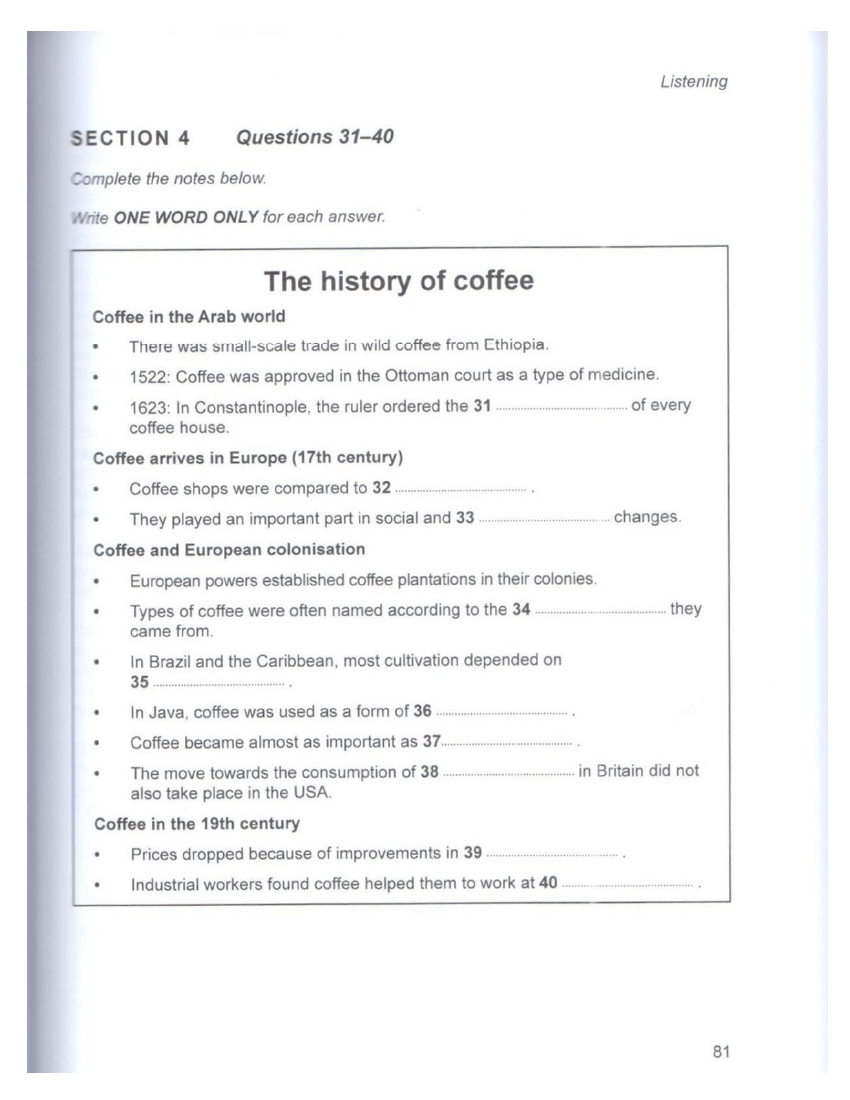 Listening
SECTION 4 Questions 31–40
Complete the notes below.
Write ONE WORD ONLY for each answer.
The history of coffee
Coffee in the Arab world
• There was small-scale trade in wild coffee from Ethiopia.
• 1522: Coffee was approved in the Ottoman court as a type of medicine.
• 1623: In Constantinople, the ruler ordered the 31 .................................... of every
coffee house.
Coffee arrives in Europe (17th century)
• Coffee shops were compared to 32 .................................... .
• They played an important part in social and 33 .................................... changes.
Coffee and European colonisation
• European powers established coffee plantations in their colonies.
• Types of coffee were often named according to the 34 .................................... they
came from.
• In Brazil and the Caribbean, most cultivation depended on
35 .................................... .
• In Java, coffee was used as a form of 36 .................................... .
• Coffee became almost as important as 37.................................... .
• The move towards the consumption of 38 .................................... in Britain did not
also take place in the USA.
Coffee in the 19th century
• Prices dropped because of improvements in 39 .................................... .
• Industrial workers found coffee helped them to work at 40 .................................... .
81